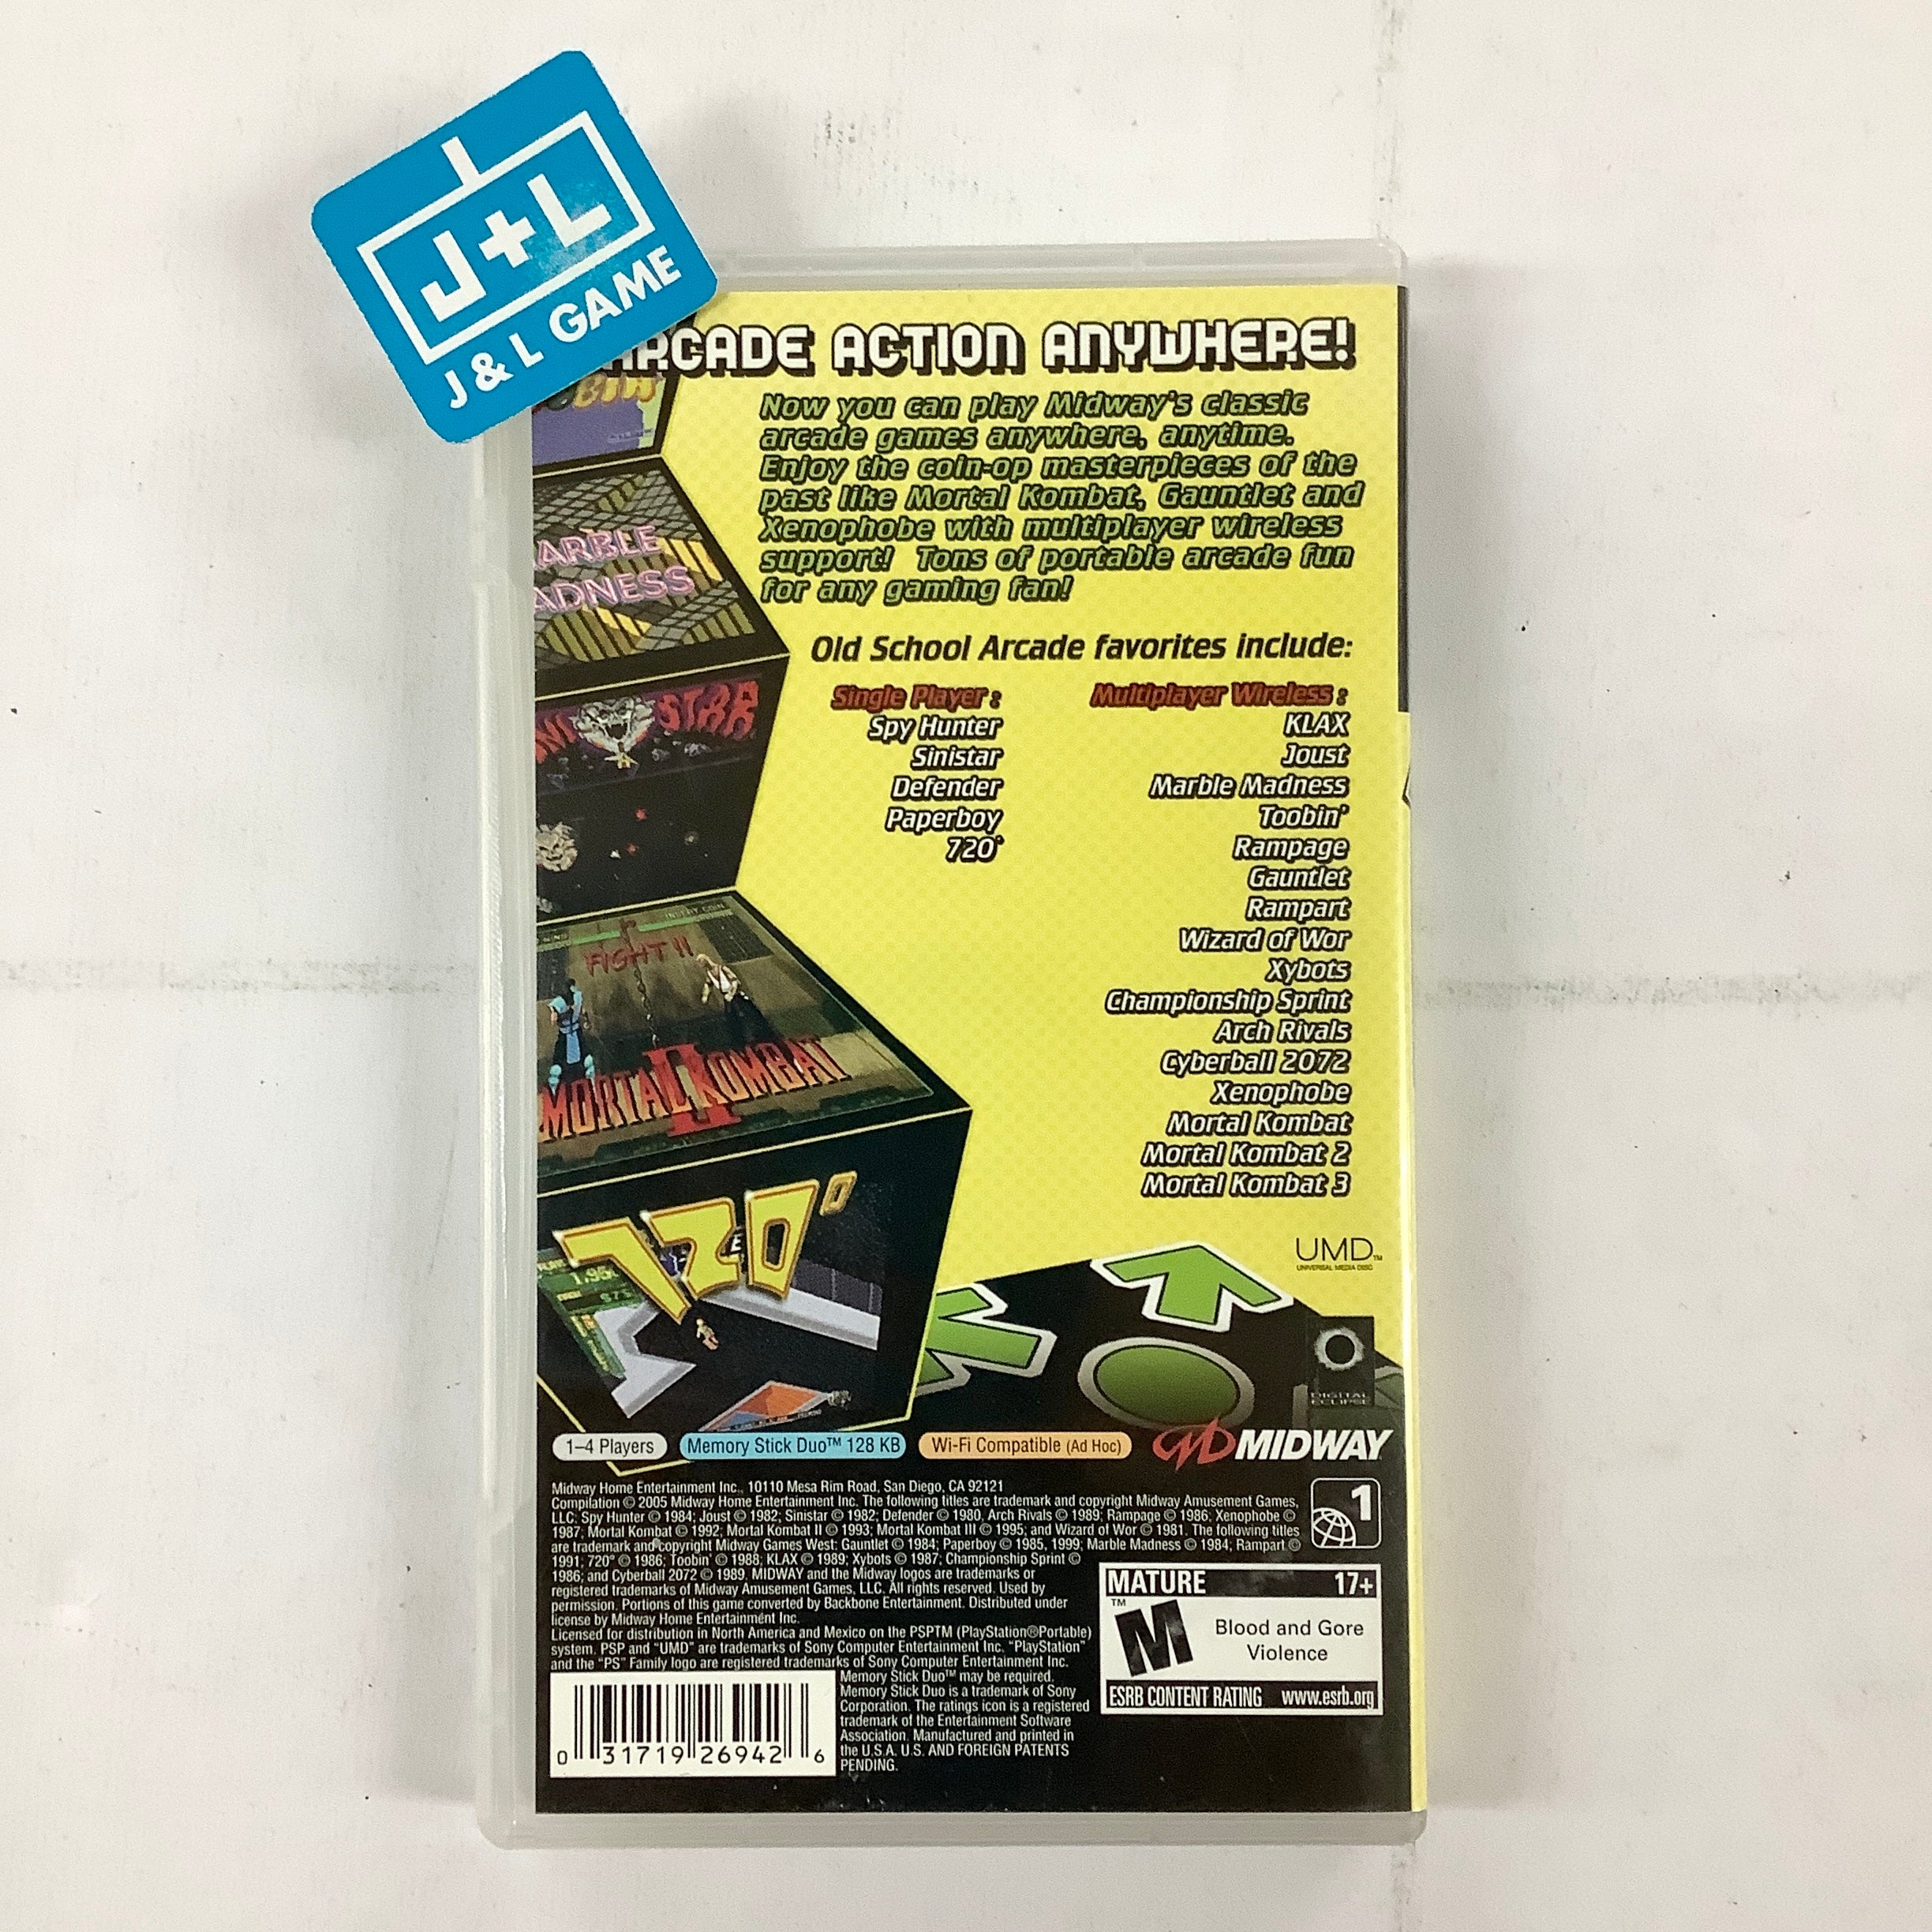 J+L
J & L GAME
ARCADE ACTION ANYWHERE!
Now you can play Midway's classic
arcade games anywhere, anytime.
Enjoy the coin-op masterpieces of the
past like Mortal Kombat, Gauntlet and
Xenophobe with multiplayer wireless
support! Tons of portable arcade fun
for any gaming fan!
Old School Arcade favorites include:
Single Player :
Spy Hunter
Sinistar
Defender
Paperboy
720°
Multiplayer Wireless :
KLAX
Joust
Marble Madness
Toobin'
Rampage
Gauntlet
Rampart
Wizard of Wor
Xybots
Championship Sprint
Arch Rivals
Cyberball 2072
Xenophobe
Mortal Kombat
Mortal Kombat 2
Mortal Kombat 3
ARBLE
ADNESS
STAR
INSERT COIN
FIGHT!!
MORTAL KOMBAT
II
720°
UMD™
UNIVERSAL MEDIA DISC
DIGITAL
ECLIPSE
1–4 Players
Memory Stick Duo™ 128 KB
Wi-Fi Compatible (Ad Hoc)
MIDWAY
Midway Home Entertainment Inc., 10110 Mesa Rim Road, San Diego, CA 92121
Compilation © 2005 Midway Home Entertainment Inc. The following titles are trademark and copyright Midway Amusement Games,
LLC: Spy Hunter © 1984; Joust © 1982; Sinistar © 1982; Defender © 1980, Arch Rivals © 1989; Rampage © 1986; Xenophobe ©
1987; Mortal Kombat © 1992; Mortal Kombat II © 1993; Mortal Kombat III © 1995; and Wizard of Wor © 1981. The following titles
are trademark and copyright Midway Games West: Gauntlet © 1984; Paperboy © 1985, 1999; Marble Madness © 1984; Rampart ©
1991; 720° © 1986; Toobin' © 1988; KLAX © 1989; Xybots © 1987; Championship Sprint ©
1986; and Cyberball 2072 © 1989. MIDWAY and the Midway logos are trademarks or
registered trademarks of Midway Amusement Games, LLC. All rights reserved. Used by
permission. Portions of this game converted by Backbone Entertainment. Distributed under
license by Midway Home Entertainment Inc.
Licensed for distribution in North America and Mexico on the PSPTM (PlayStation®Portable)
system. PSP and "UMD" are trademarks of Sony Computer Entertainment Inc. "PlayStation"
and the "PS" Family logo are registered trademarks of Sony Computer Entertainment Inc.
Memory Stick Duo™ may be required.
Memory Stick Duo is a trademark of Sony
Corporation. The ratings icon is a registered
trademark of the Entertainment Software
Association. Manufactured and printed in
the U.S.A. U.S. AND FOREIGN PATENTS
PENDING.
1
MATURE 17+
M™
Blood and Gore
Violence
ESRB CONTENT RATING www.esrb.org
0 31719 26942 6